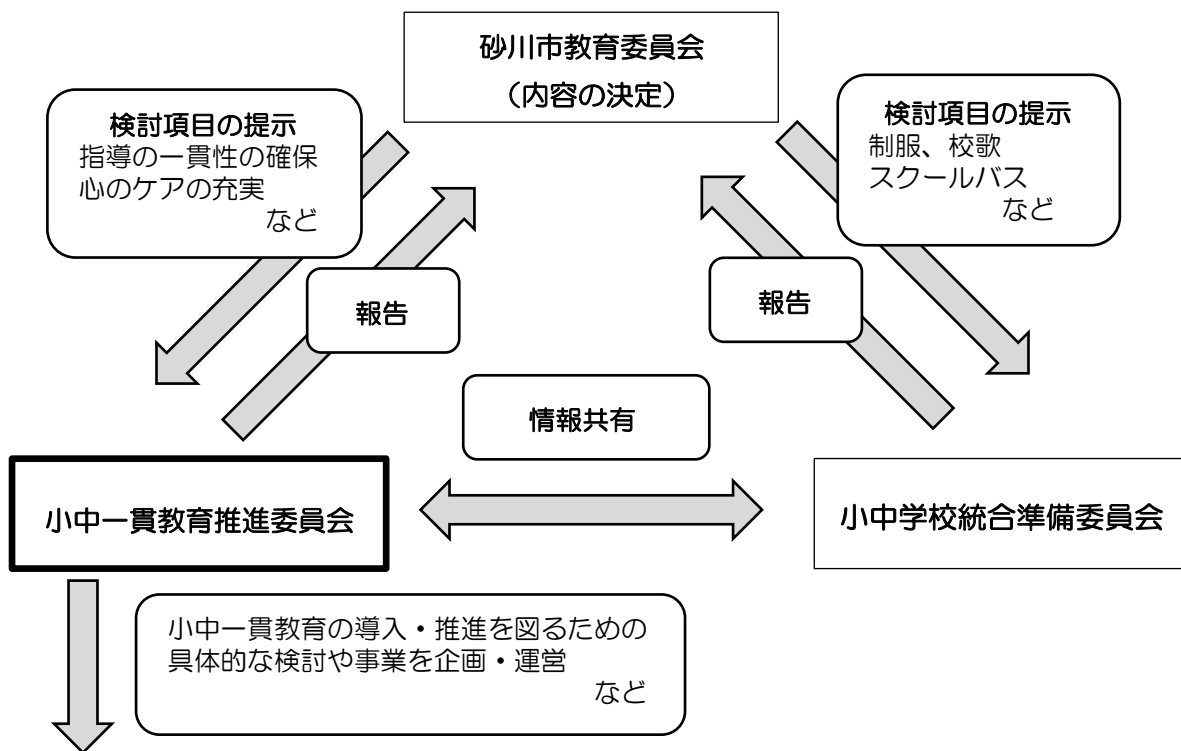 砂川市教育委員会
（内容の決定）
検討項目の提示
指導の一貫性の確保
心のケアの充実
など
検討項目の提示
制服、校歌
スクールバス
など
報告
報告
情報共有
小中一貫教育推進委員会
小中学校統合準備委員会
小中一貫教育の導入・推進を図るための
具体的な検討や事業を企画・運営
など